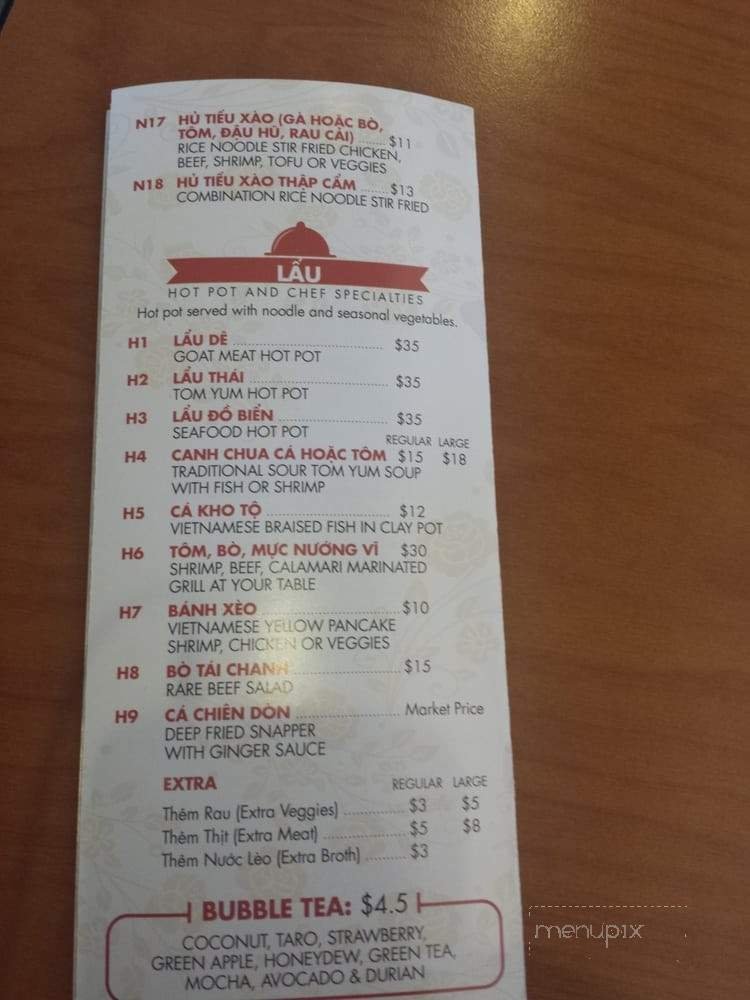 N17 HỦ TIẾU XÀO (GÀ HOẶC BÒ,
TÔM, ĐẬU HŨ, RAU CẢI) ....... $11
RICE NOODLE STIR FRIED CHICKEN,
BEEF, SHRIMP, TOFU OR VEGGIES
N18 HỦ TIẾU XÀO THẬP CẨM ...... $13
COMBINATION RICE NOODLE STIR FRIED
LẨU
HOT POT AND CHEF SPECIALTIES
Hot pot served with noodle and seasonal vegetables.
H1 LẨU DÊ ........ $35
GOAT MEAT HOT POT
H2 LẨU THÁI ........ $35
TOM YUM HOT POT
H3 LẨU ĐỒ BIỂN ........ $35
SEAFOOD HOT POT
REGULAR LARGE
H4 CANH CHUA CÁ HOẶC TÔM $15 $18
TRADITIONAL SOUR TOM YUM SOUP
WITH FISH OR SHRIMP
H5 CÁ KHO TỘ ........ $12
VIETNAMESE BRAISED FISH IN CLAY POT
H6 TÔM, BÒ, MỰC NƯỚNG VĨ $30
SHRIMP, BEEF, CALAMARI MARINATED
GRILL AT YOUR TABLE
H7 BÁNH XÈO ........ $10
VIETNAMESE YELLOW PANCAKE
SHRIMP, CHICKEN OR VEGGIES
H8 BÒ TÁI CHANH ........ $15
RARE BEEF SALAD
H9 CÁ CHIÊN DÒN ........ Market Price
DEEP FRIED SNAPPER
WITH GINGER SAUCE
EXTRA REGULAR LARGE
Thêm Rau (Extra Veggies) ........ $3 $5
Thêm Thịt (Extra Meat) ........ $5 $8
Thêm Nước Lèo (Extra Broth) ........ $3
BUBBLE TEA: $4.5
COCONUT, TARO, STRAWBERRY,
GREEN APPLE, HONEYDEW, GREEN TEA,
MOCHA, AVOCADO & DURIAN
menupix